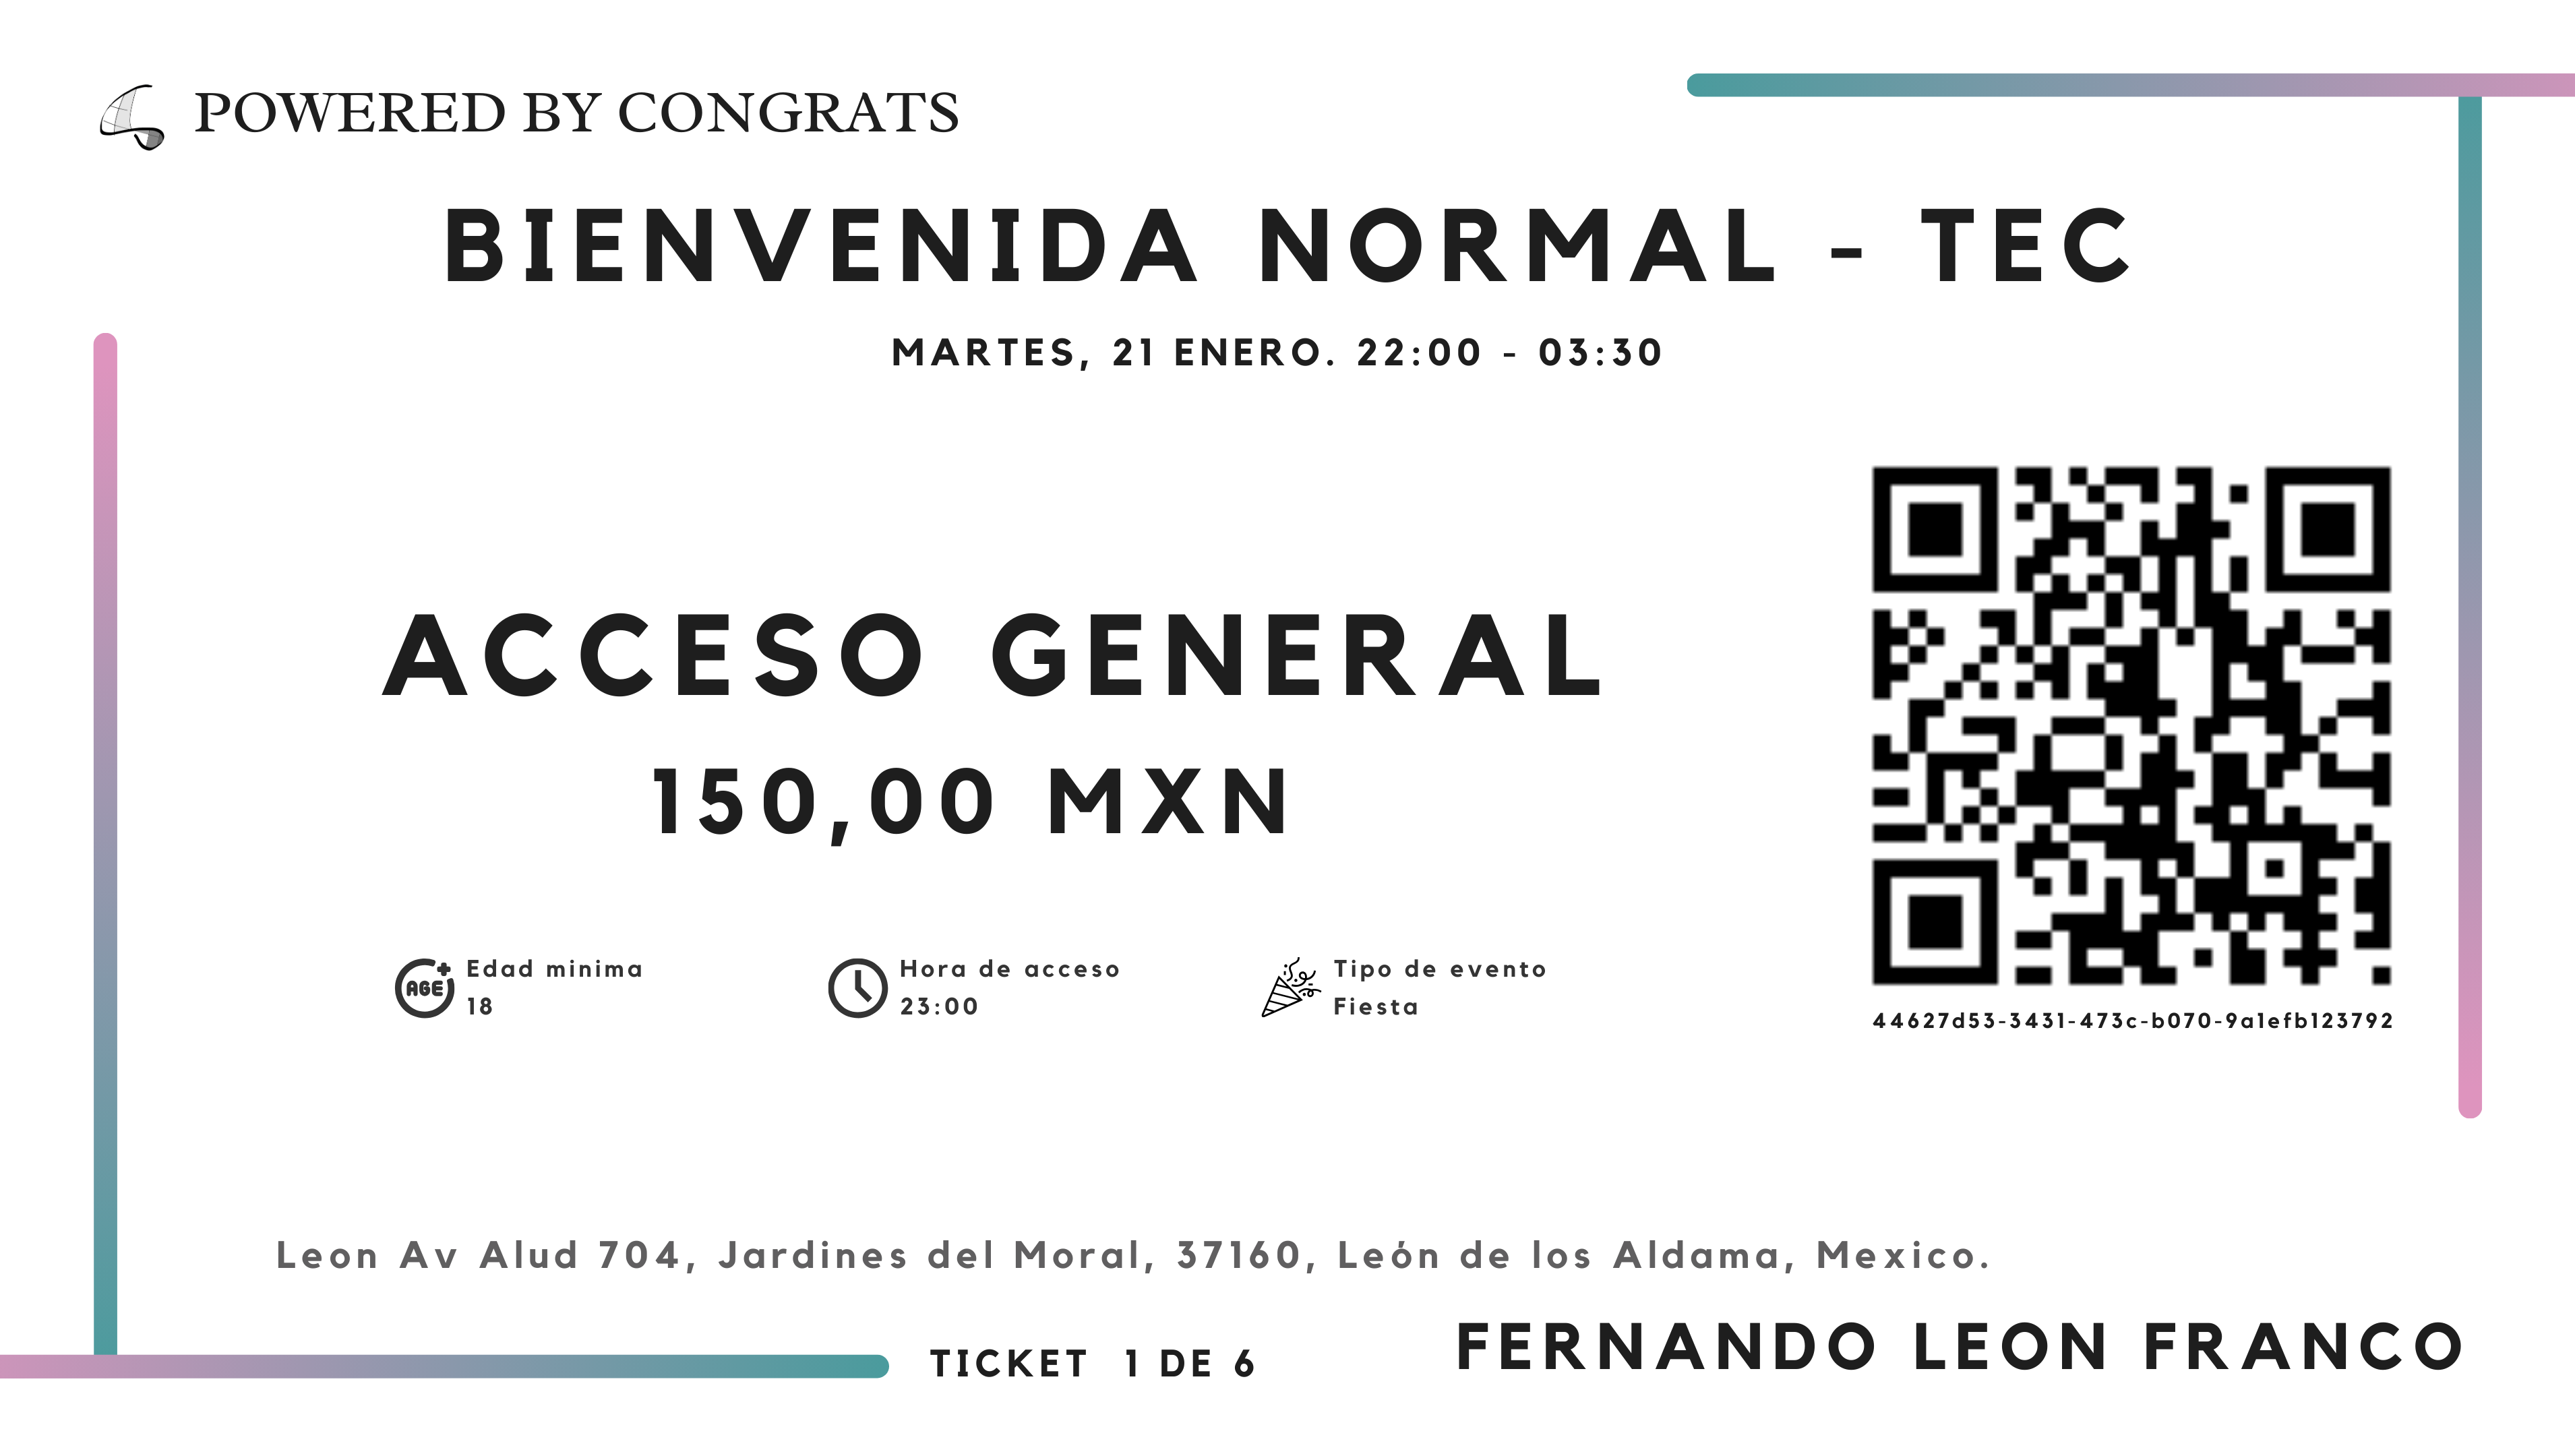 POWERED BY CONGRATS
BIENVENIDA NORMAL - TEC
MARTES, 21 ENERO. 22:00 - 03:30
ACCESO GENERAL
150,00 MXN
AGE+
Edad minima
18
Hora de acceso
23:00
Tipo de evento
Fiesta
44627d53-3431-473c-b070-9a1efb123792
Leon Av Alud 704, Jardines del Moral, 37160, León de los Aldama, Mexico.
TICKET 1 DE 6
FERNANDO LEON FRANCO